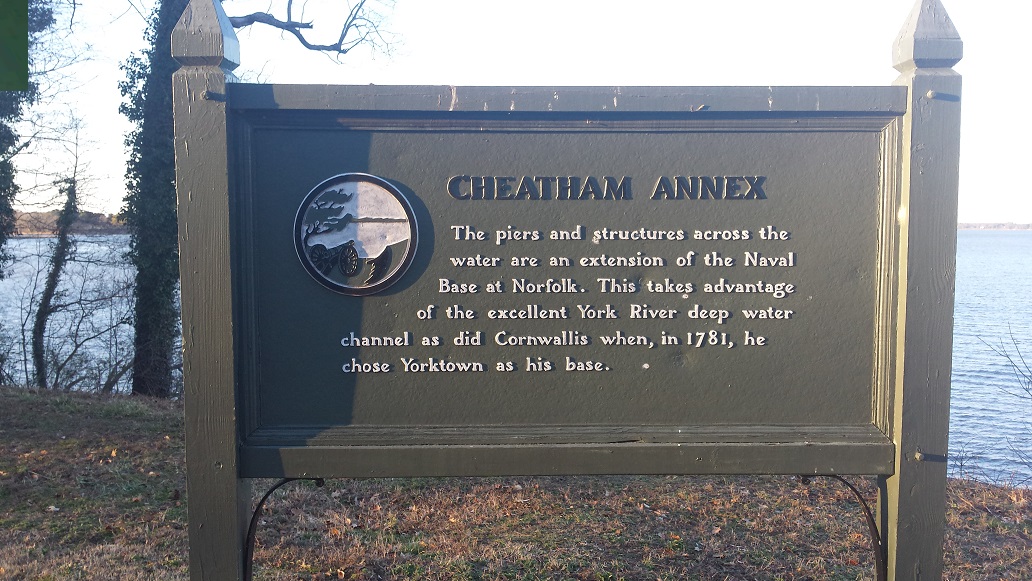 CHEATHAM ANNEX
The piers and structures across the
water are an extension of the Naval
Base at Norfolk. This takes advantage
of the excellent York River deep water
channel as did Cornwallis when, in 1781, he
chose Yorktown as his base.